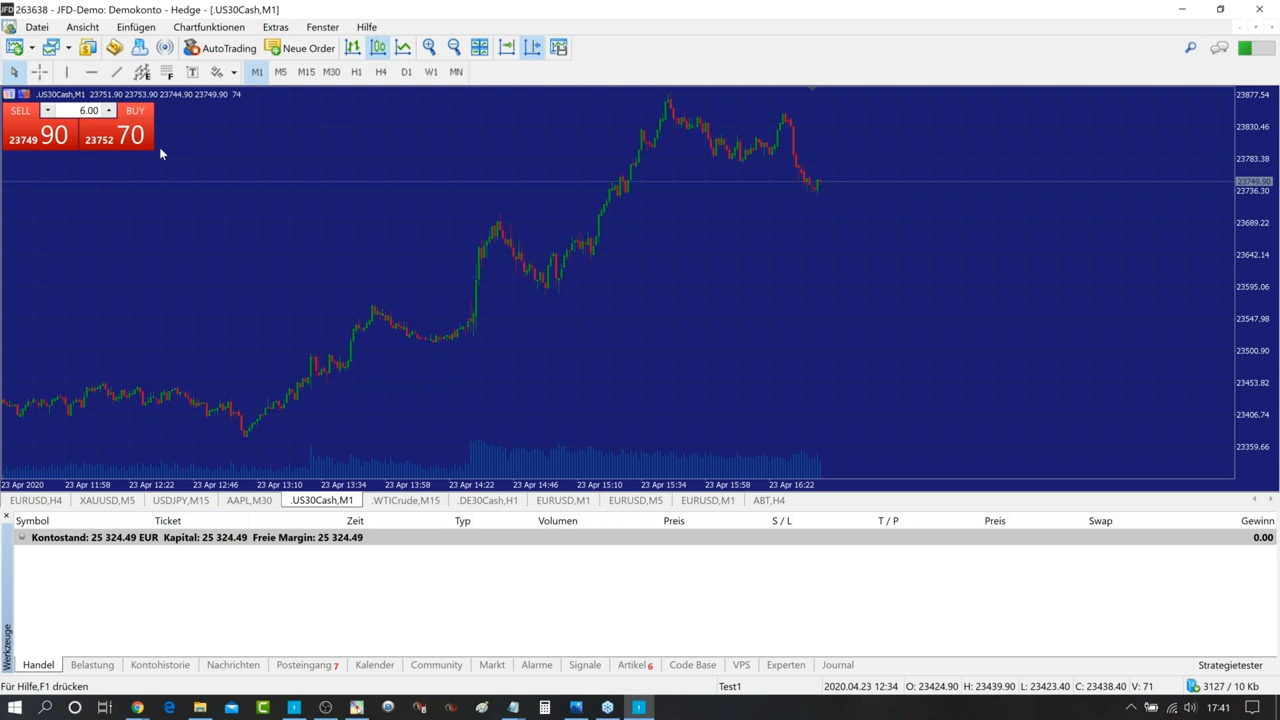 263638 - JFD-Demo: Demokonto - Hedge - [.US30Cash,M1]
Datei Ansicht Einfügen Chartfunktionen Extras Fenster Hilfe
AutoTrading New Order
M1 M5 M15 M30 H1 H4 D1 W1 MN
.US30Cash,M1 23751.90 23753.90 23744.90 23749.90 74
SELL 6.00 BUY
23749 90 23752 70
23877.54
23830.46
23783.38
23749.90
23736.30
23689.22
23642.14
23595.06
23547.98
23500.90
23453.82
23406.74
23359.66
23 Apr 2020 23 Apr 11:58 23 Apr 12:22 23 Apr 12:46 23 Apr 13:10 23 Apr 13:34 23 Apr 13:58 23 Apr 14:22 23 Apr 14:46 23 Apr 15:10 23 Apr 15:34 23 Apr 15:58 23 Apr 16:22
EURUSD,H4 XAUUSD,M5 USDJPY,M15 AAPL,M30 .US30Cash,M1 .WTICrude,M15 .DE30Cash,H1 EURUSD,M1 EURUSD,M5 EURUSD,M1 ABT,H4
Symbol Ticket Zeit Typ Volumen Preis S / L T / P Preis Swap Gewinn
Kontostand: 25 324.49 EUR Kapital: 25 324.49 Freie Margin: 25 324.49 0.00
Werkzeuge
Handel Belastung Kontohistorie Nachrichten Posteingang 7 Kalender Community Markt Alarme Signale Artikel 6 Code Base VPS Experten Journal Strategietester
Für Hilfe,F1 drücken Test1 2020.04.23 12:34 O: 23424.90 H: 23439.90 L: 23423.40 C: 23438.40 V: 71 3127 / 10 Kb
17:41